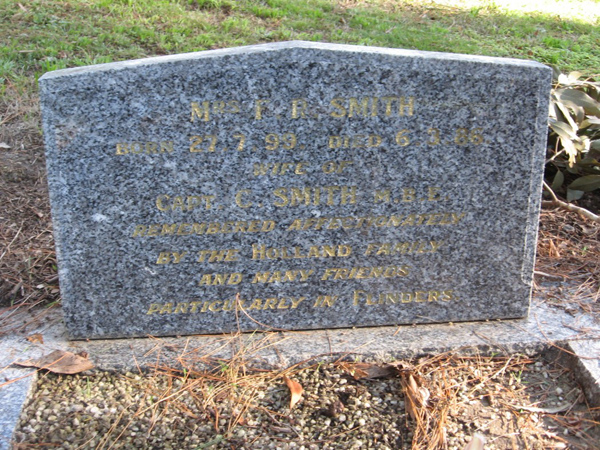 MRS F. R. SMITH
BORN 27.7.99. DIED 6.3.86.
WIFE OF
CAPT. C. SMITH M.B.E.
REMEMBERED AFFECTIONATELY
BY THE HOLLAND FAMILY
AND MANY FRIENDS
PARTICULARLY IN FLINDERS